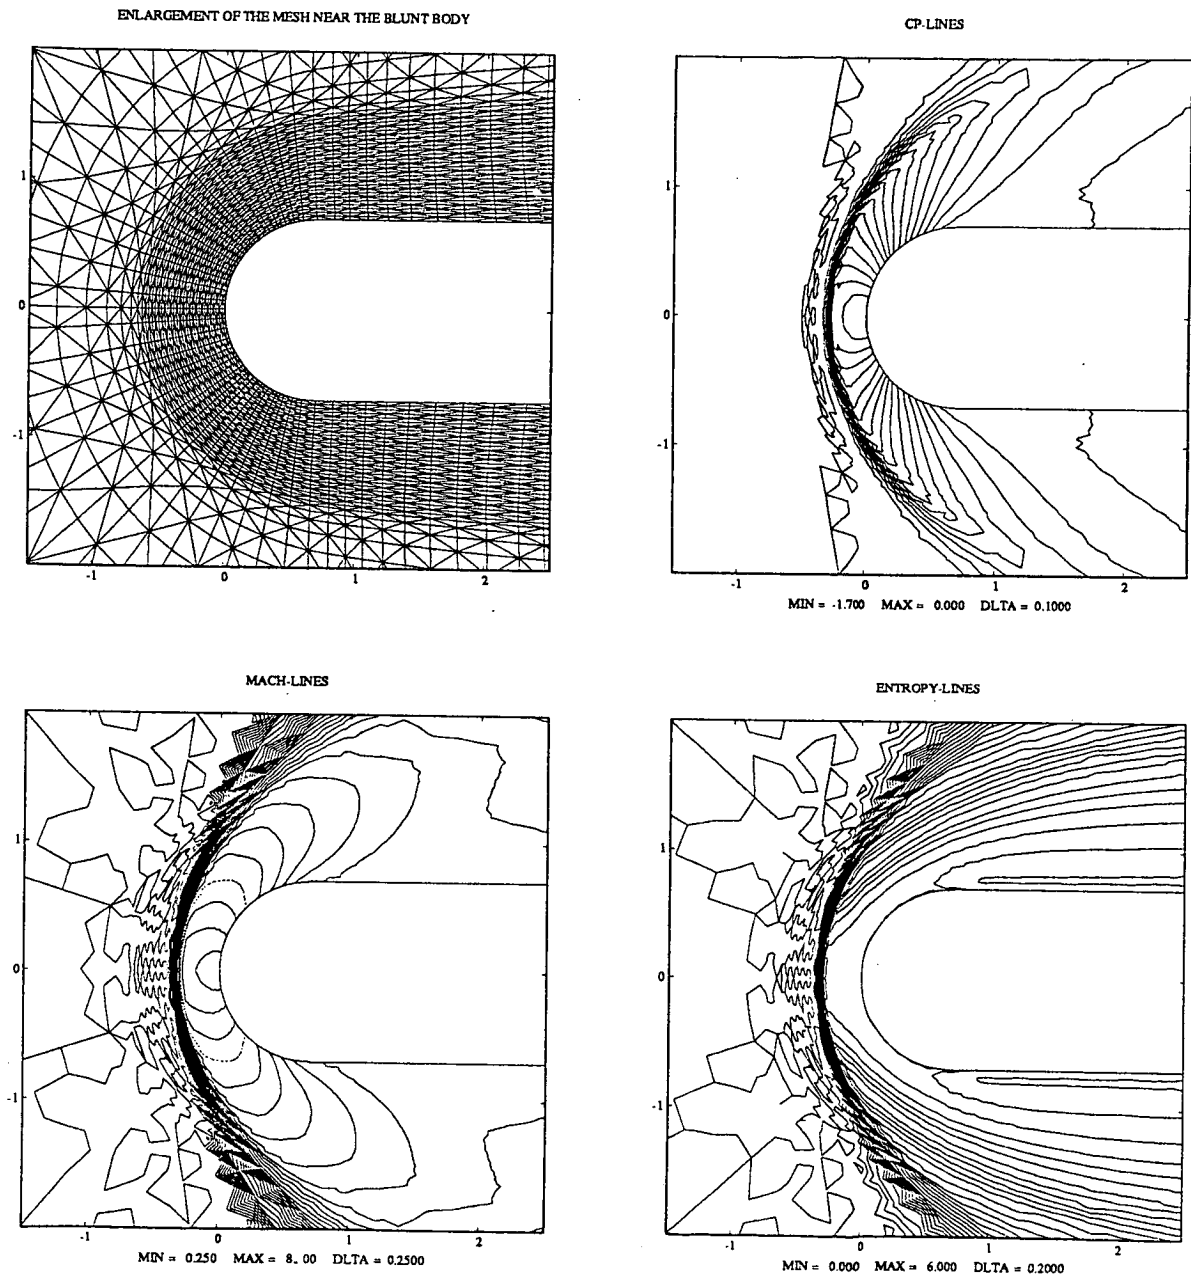 ENLARGEMENT OF THE MESH NEAR THE BLUNT BODY
1
0
-1
-1 0 1 2
CP-LINES
1
0
-1
-1 0 1 2
MIN = -1.700 MAX = 0.000 DLTA = 0.1000
MACH-LINES
1
0
-1
-1 0 1 2
MIN = 0.250 MAX = 8.00 DLTA = 0.2500
ENTROPY-LINES
1
0
-1
-1 0 1 2
MIN = 0.000 MAX = 6.000 DLTA = 0.2000